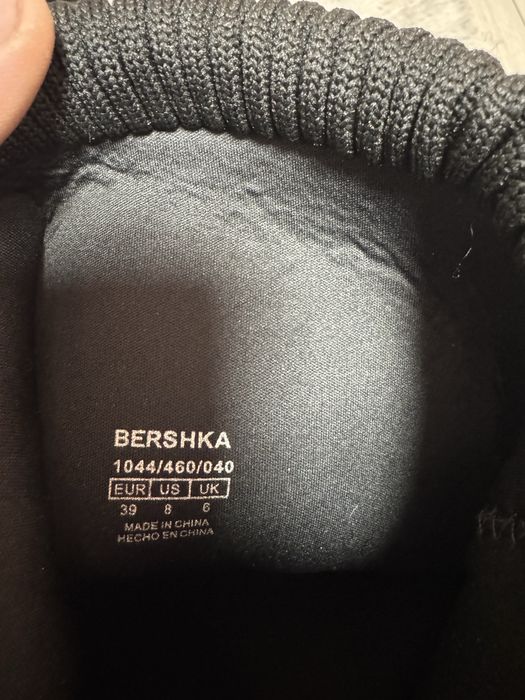 BERSHKA
1044/460/040
EUR US UK
39 8 6
MADE IN CHINA
HECHO EN CHINA